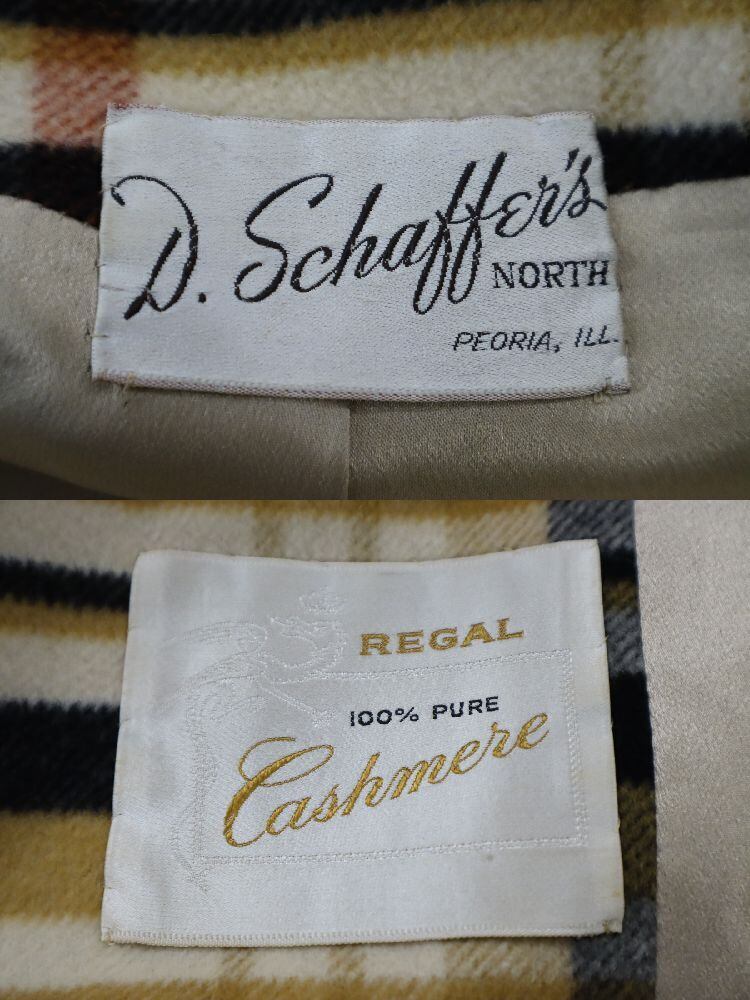 D. Schaffer's
NORTH
PEORIA, ILL.
REGAL
100% PURE
Cashmere